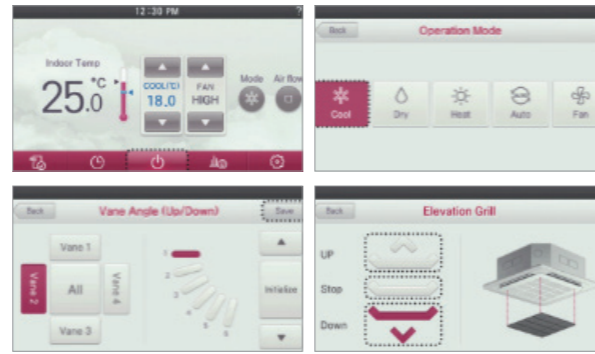 12:30 PM
?
Indoor Temp
25.0 °C
COOL(°C)
18.0
FAN
HIGH
Mode
Air flow
Back
Operation Mode
Cool
Dry
Heat
Auto
Fan
Back
Vane Angle (Up/Down)
Save
Vane 1
Vane 2
All
Vane 4
Vane 3
1
2
3
4
5
6
Initialize
Back
Elevation Grill
UP
Stop
Down